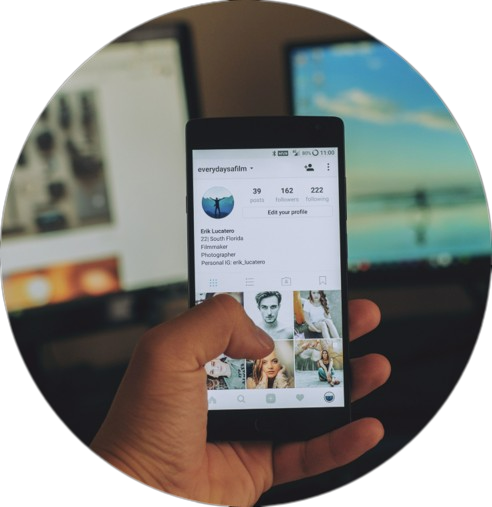 80% 11:00
everydaysafilm
39 162 222
posts followers following
Edit your profile
Erik Lucatero
22| South Florida
Filmmaker
Photographer
Personal ID: erik_lucatero